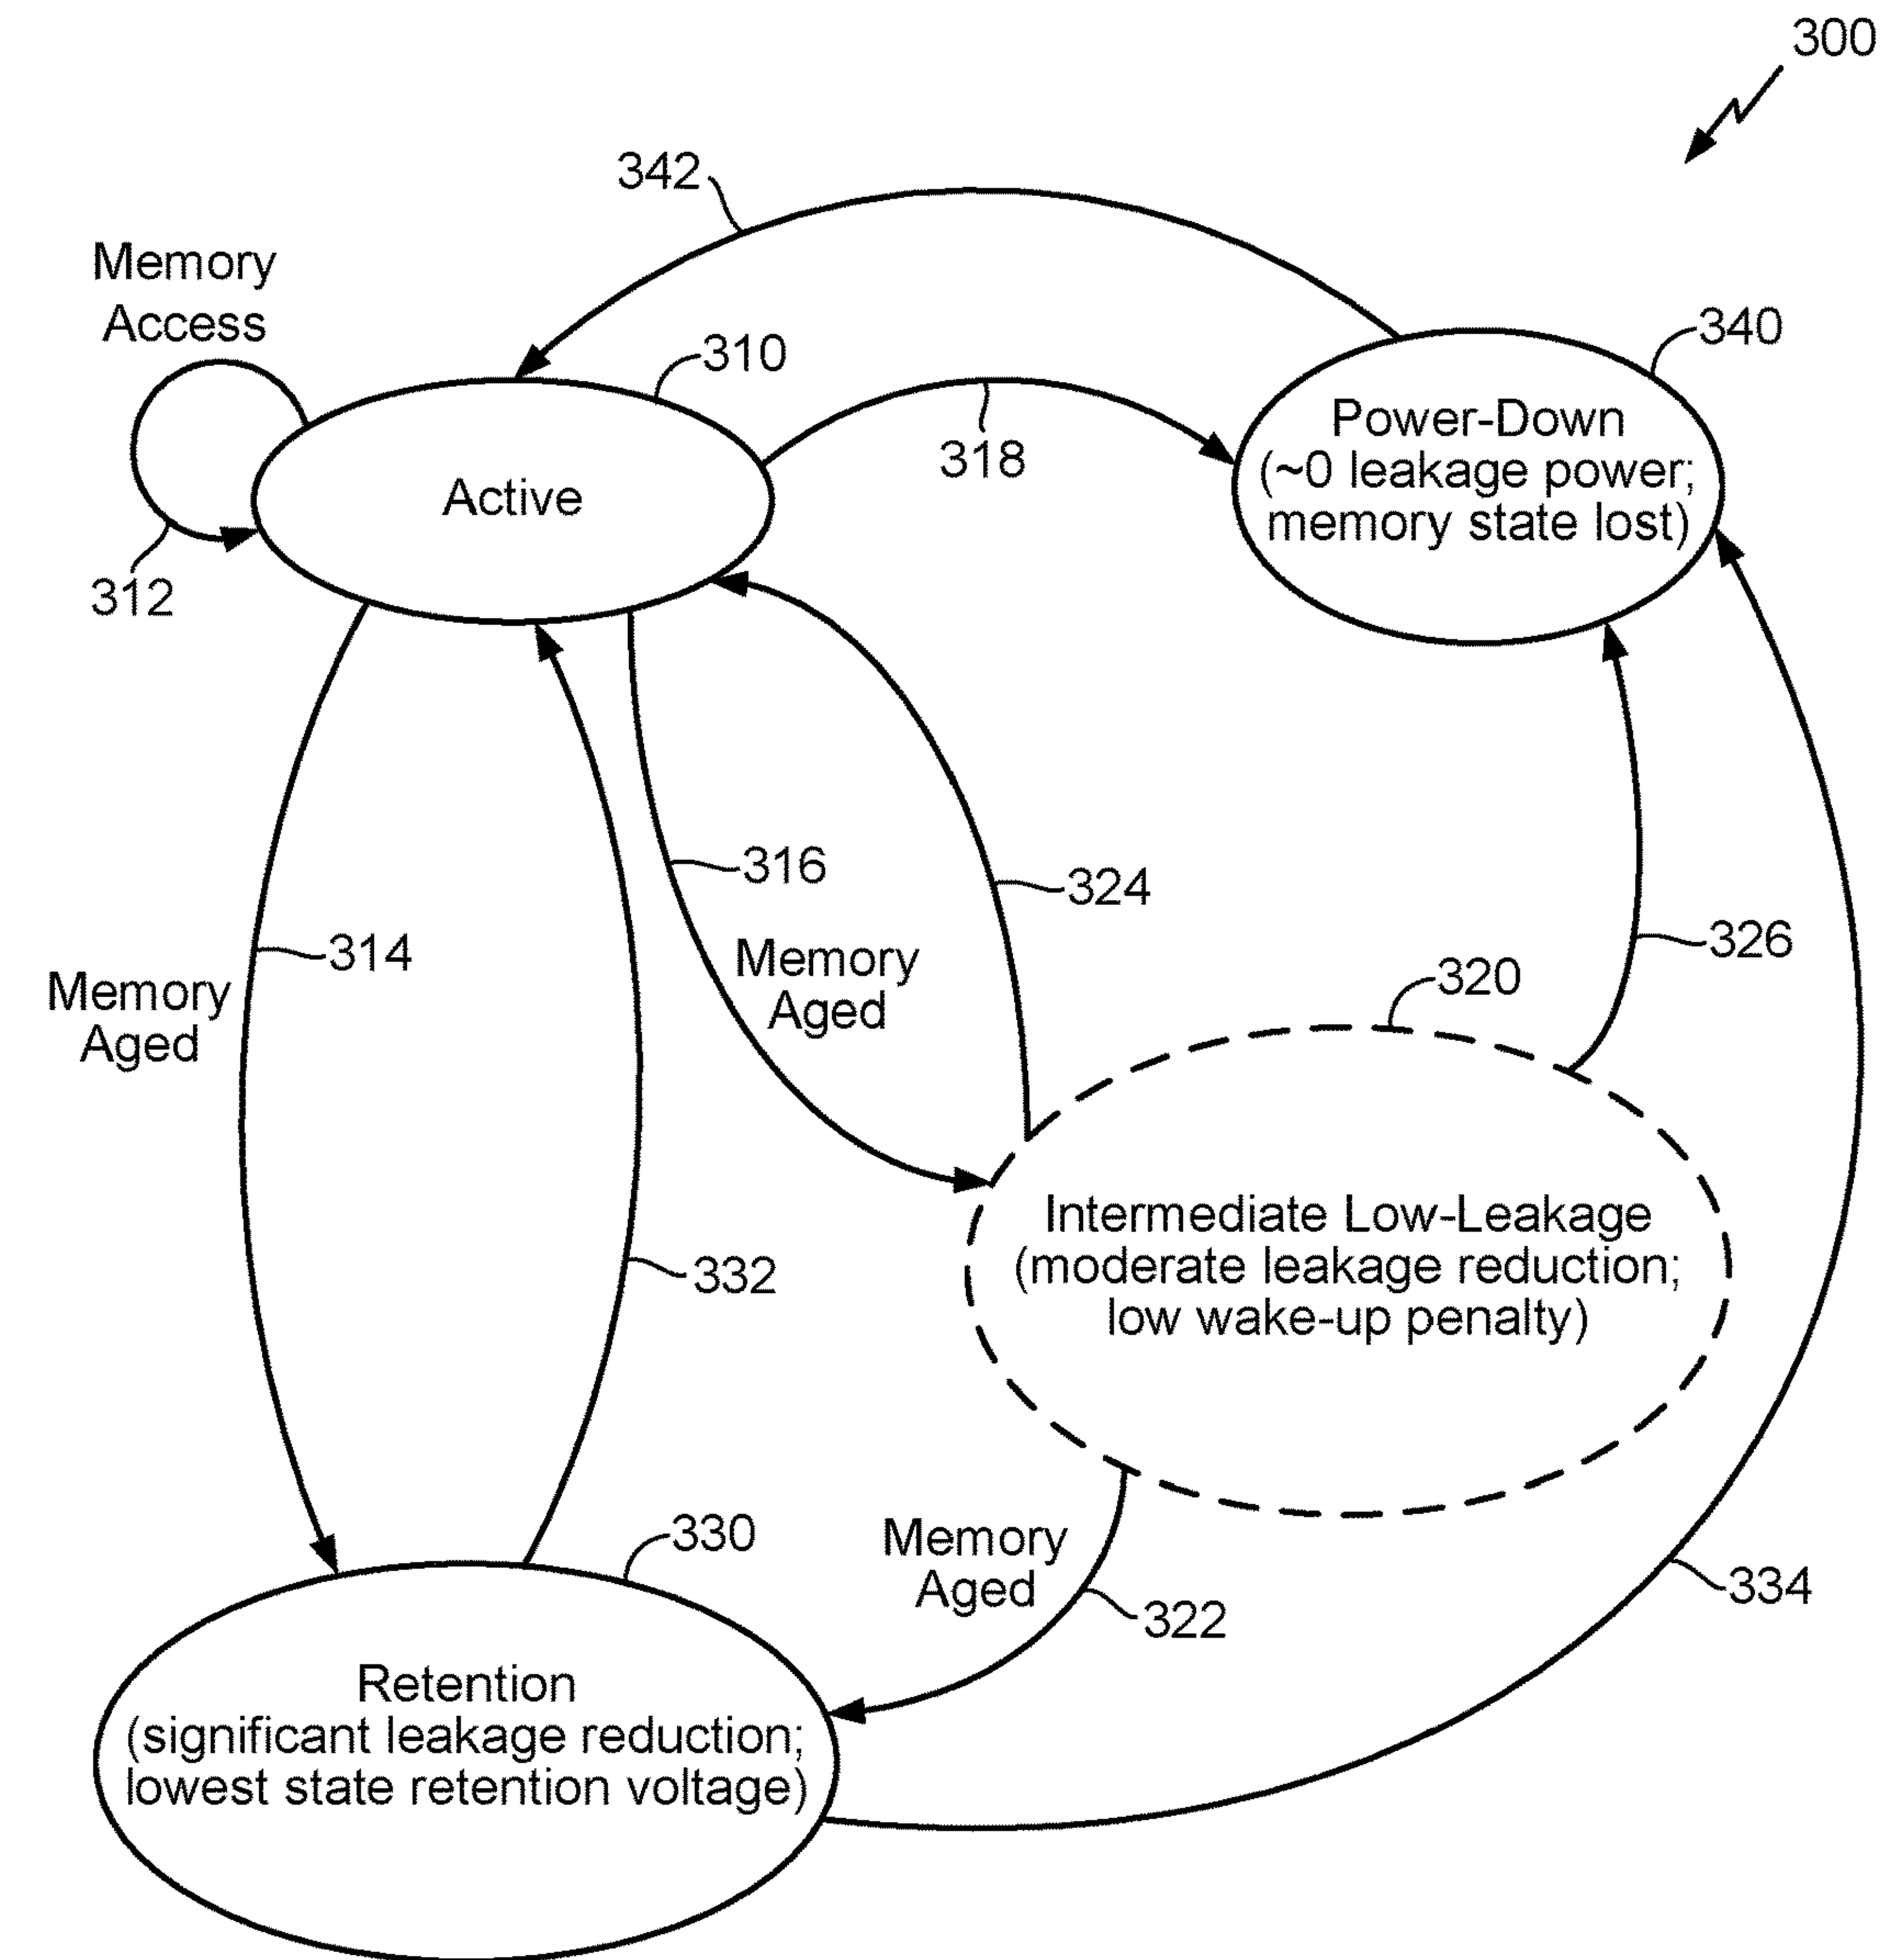 300
342
Memory
Access
310
340
Power-Down
(~0 leakage power;
memory state lost)
318
Active
312
316
324
314
Memory
Aged
Memory
Aged
326
320
Intermediate Low-Leakage
(moderate leakage reduction;
low wake-up penalty)
332
330
Memory
Aged
322
334
Retention
(significant leakage reduction;
lowest state retention voltage)